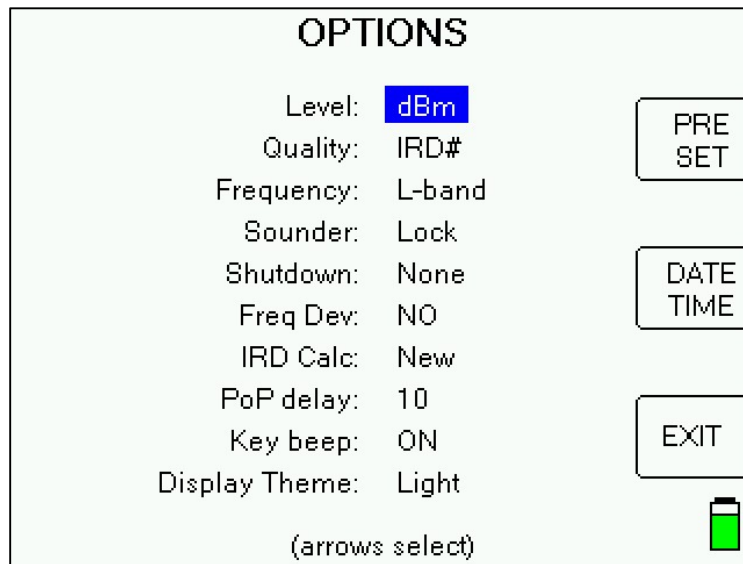 OPTIONS
Level: dBm
Quality: IRD#
Frequency: L-band
Sounder: Lock
Shutdown: None
Freq Dev: NO
IRD Calc: New
PoP delay: 10
Key beep: ON
Display Theme: Light
(arrows select)
PRE
SET
DATE
TIME
EXIT